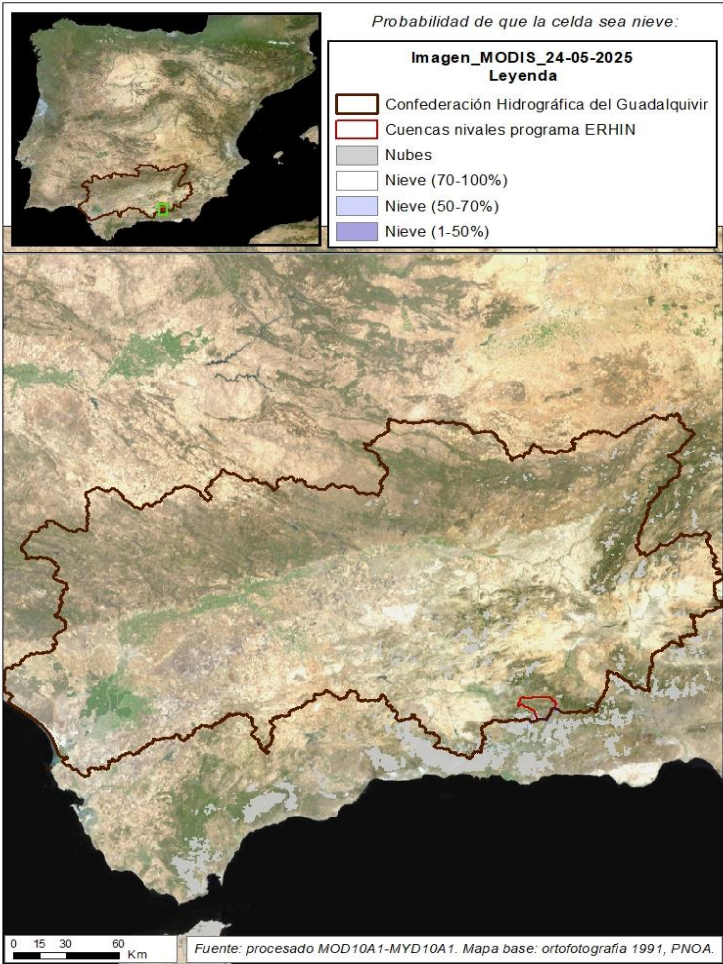 Probabilidad de que la celda sea nieve:
Imagen_MODIS_24-05-2025
Leyenda
Confederación Hidrográfica del Guadalquivir
Cuencas nivales programa ERHIN
Nubes
Nieve (70-100%)
Nieve (50-70%)
Nieve (1-50%)
0 15 30 60
Km
Fuente: procesado MOD10A1-MYD10A1. Mapa base: ortofotografía 1991, PNOA.